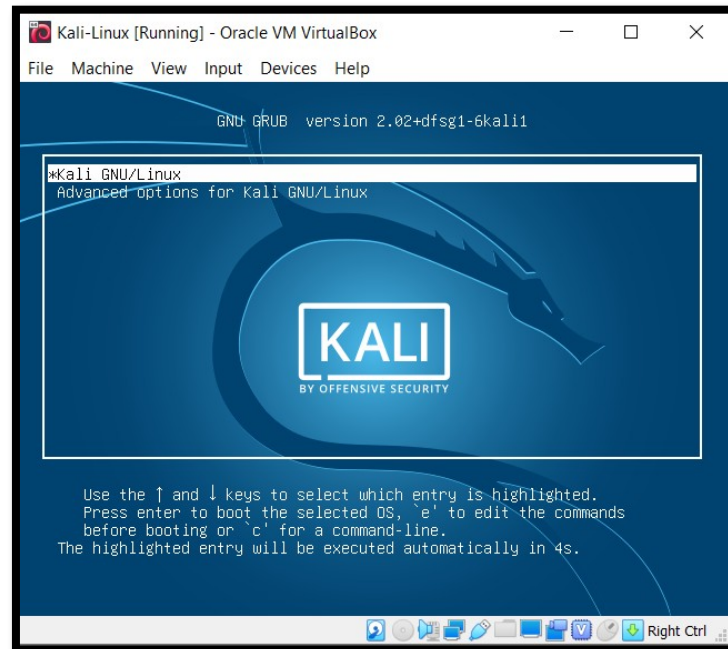 Kali-Linux [Running] - Oracle VM VirtualBox
File Machine View Input Devices Help
GNU GRUB version 2.02+dfsg1-6kali1
*Kali GNU/Linux
Advanced options for Kali GNU/Linux
KALI
BY OFFENSIVE SECURITY
Use the ↑ and ↓ keys to select which entry is highlighted.
Press enter to boot the selected OS, `e' to edit the commands
before booting or `c' for a command-line.
The highlighted entry will be executed automatically in 4s.
Right Ctrl